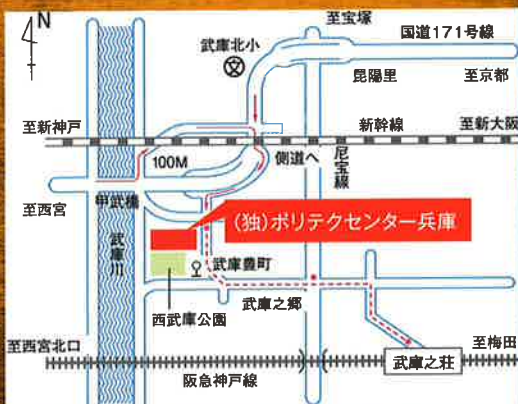 N
至宝塚
国道171号線
武庫北小
文
昆陽里
至京都
至新神戸
新幹線
至新大阪
100M
側道へ
尼宝線
至西宮
甲武橋
(独)ポリテクセンター兵庫
武庫川
武庫豊町
武庫之郷
西武庫公園
至西宮北口
至梅田
武庫之荘
阪急神戸線